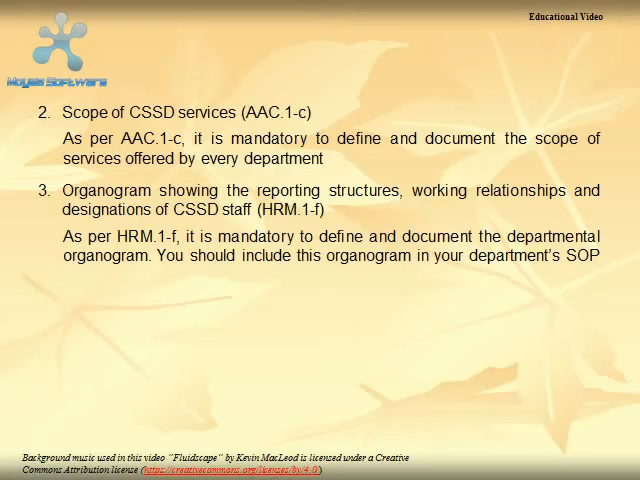 Educational Video
Moyae Software
2. Scope of CSSD services (AAC.1-c)
As per AAC.1-c, it is mandatory to define and document the scope of
services offered by every department
3. Organogram showing the reporting structures, working relationships and
designations of CSSD staff (HRM.1-f)
As per HRM.1-f, it is mandatory to define and document the departmental
organogram. You should include this organogram in your department's SOP
Background music used in this video "Fluidscape" by Kevin MacLeod is licensed under a Creative
Commons Attribution license (https://creativecommons.org/licenses/by/4.0/)